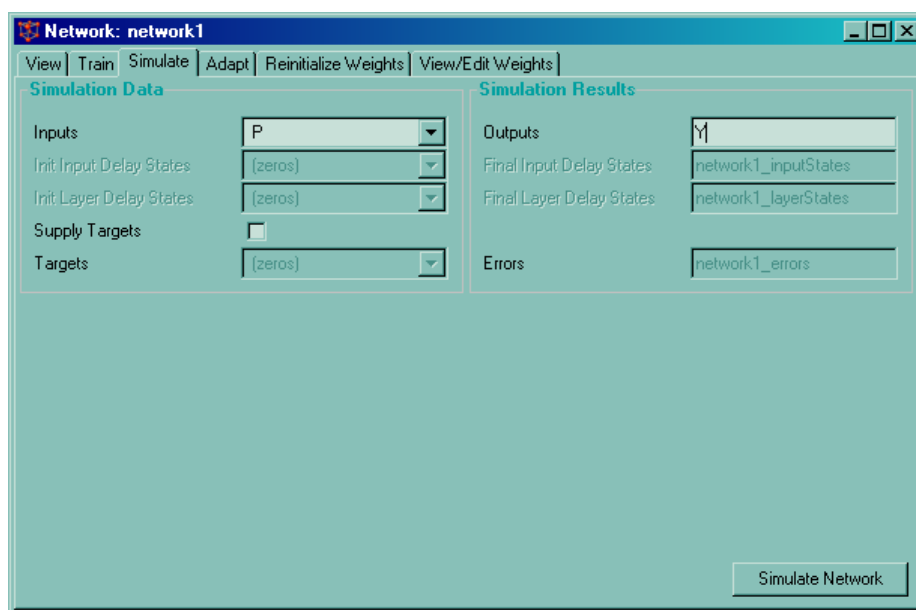 Network: network1
View Train Simulate Adapt Reinitialize Weights View/Edit Weights
Simulation Data
Inputs P
Init Input Delay States (zeros)
Init Layer Delay States (zeros)
Supply Targets
Targets (zeros)
Simulation Results
Outputs Y
Final Input Delay States network1_inputStates
Final Layer Delay States network1_layerStates
Errors network1_errors
Simulate Network